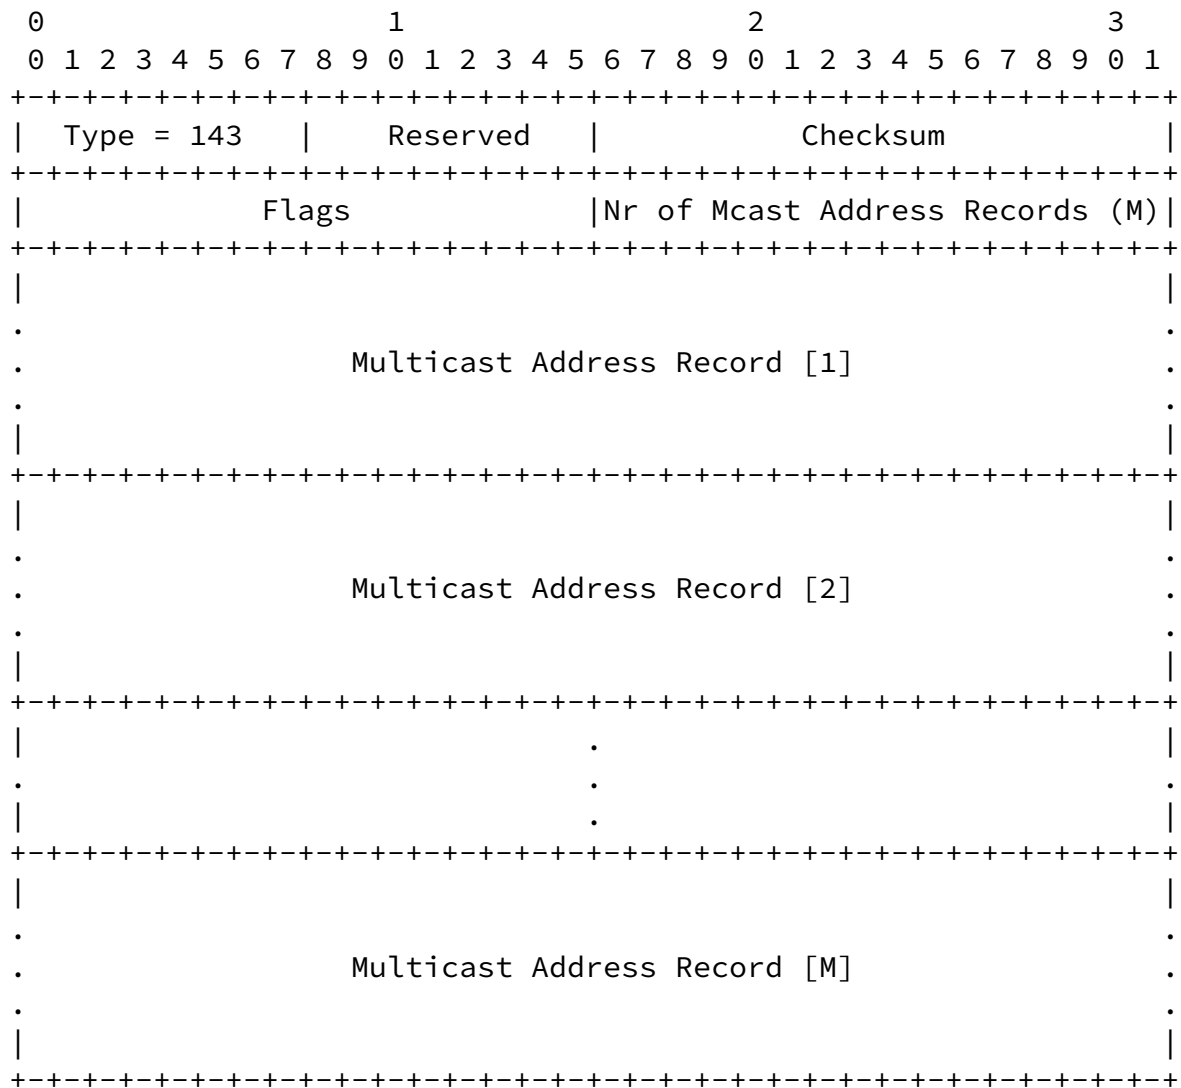 0                   1                   2                   3
 0 1 2 3 4 5 6 7 8 9 0 1 2 3 4 5 6 7 8 9 0 1 2 3 4 5 6 7 8 9 0 1
+-+-+-+-+-+-+-+-+-+-+-+-+-+-+-+-+-+-+-+-+-+-+-+-+-+-+-+-+-+-+-+-+
|  Type = 143   |    Reserved   |           Checksum            |
+-+-+-+-+-+-+-+-+-+-+-+-+-+-+-+-+-+-+-+-+-+-+-+-+-+-+-+-+-+-+-+-+
|             Flags             |Nr of Mcast Address Records (M)|
+-+-+-+-+-+-+-+-+-+-+-+-+-+-+-+-+-+-+-+-+-+-+-+-+-+-+-+-+-+-+-+-+
|                                                               |
.                                                               .
.                  Multicast Address Record [1]                 .
.                                                               .
|                                                               |
+-+-+-+-+-+-+-+-+-+-+-+-+-+-+-+-+-+-+-+-+-+-+-+-+-+-+-+-+-+-+-+-+
|                                                               |
.                                                               .
.                  Multicast Address Record [2]                 .
.                                                               .
|                                                               |
+-+-+-+-+-+-+-+-+-+-+-+-+-+-+-+-+-+-+-+-+-+-+-+-+-+-+-+-+-+-+-+-+
|                               .                               |
.                               .                               .
|                               .                               |
+-+-+-+-+-+-+-+-+-+-+-+-+-+-+-+-+-+-+-+-+-+-+-+-+-+-+-+-+-+-+-+-+
|                                                               |
.                                                               .
.                  Multicast Address Record [M]                 .
.                                                               .
|                                                               |
+-+-+-+-+-+-+-+-+-+-+-+-+-+-+-+-+-+-+-+-+-+-+-+-+-+-+-+-+-+-+-+-+